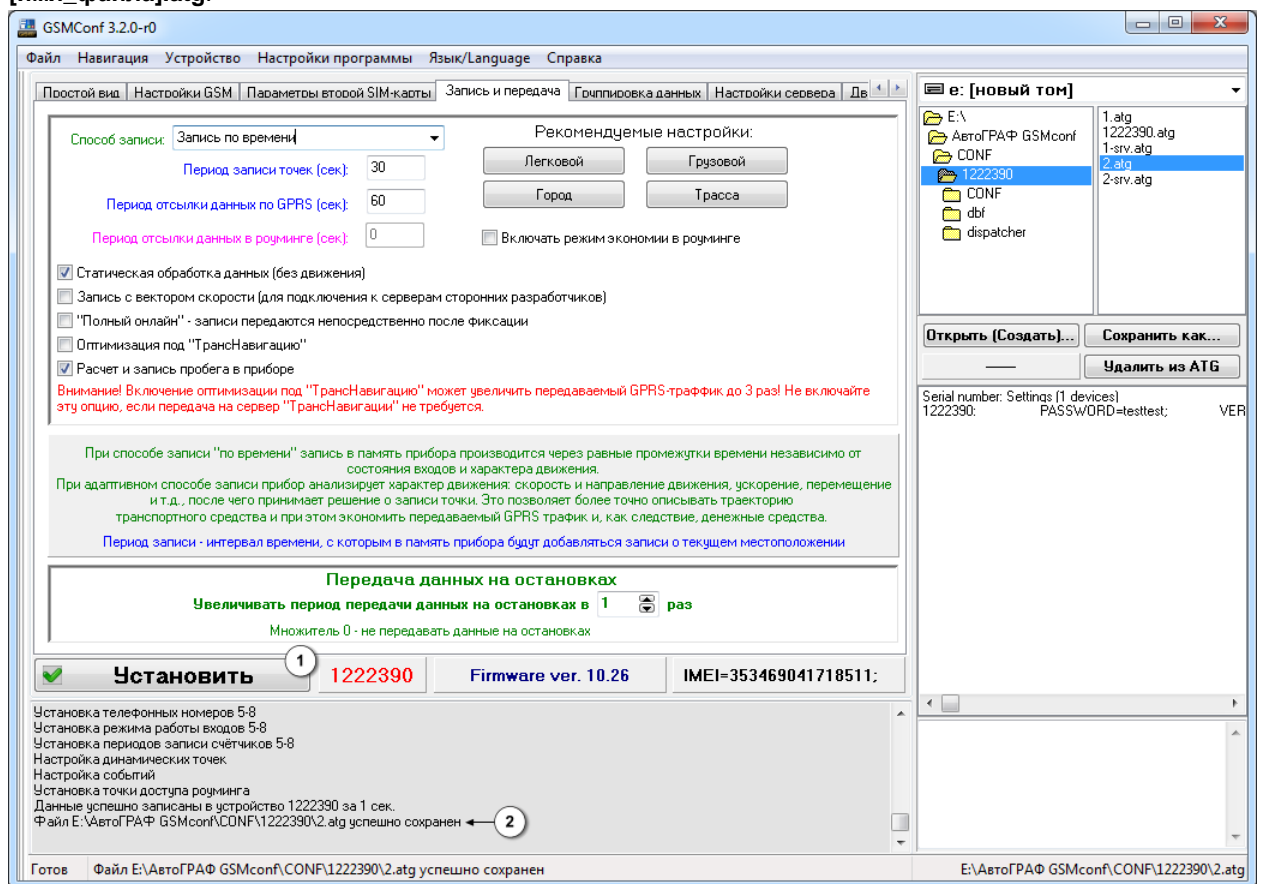 GSMConf 3.2.0-r0
Файл Навигация Устройство Настройки программы Язык/Language Справка
Простой вид Настройки GSM Параметры второй SIM-карты Запись и передача Группировка данных Настройки сервера Дв
Способ записи: Запись по времени
Рекомендуемые настройки:
Легковой Грузовой
Период записи точек (сек): 30
Город Трасса
Период отсылки данных по GPRS (сек): 60
Период отсылки данных в роуминге (сек): 0
Включать режим экономии в роуминге
Статическая обработка данных (без движения)
Запись с вектором скорости (для подключения к серверам сторонних разработчиков)
"Полный онлайн" - записи передаются непосредственно после фиксации
Оптимизация под "ТрансНавигацию"
Расчет и запись пробега в приборе
Внимание! Включение оптимизации под "ТрансНавигацию" может увеличить передаваемый GPRS-траффик до 3 раз! Не включайте
эту опцию, если передача на сервер "ТрансНавигации" не требуется.
При способе записи "по времени" запись в память прибора производится через равные промежутки времени независимо от
состояния входов и характера движения.
При адаптивном способе записи прибор анализирует характер движения: скорость и направление движения, ускорение, перемещение
и т.д., после чего принимает решение о записи точки. Это позволяет более точно описывать траекторию
транспортного средства и при этом экономить передаваемый GPRS трафик и, как следствие, денежные средства.
Период записи - интервал времени, с которым в память прибора будут добавляться записи о текущем местоположении
Передача данных на остановках
Увеличивать период передачи данных на остановках в 1 раз
Множитель 0 - не передавать данные на остановках
Установить 1 1222390 Firmware ver. 10.26 IMEI=353469041718511;
Установка телефонных номеров 5-8
Установка режима работы входов 5-8
Установка периодов записи счётчиков 5-8
Настройка динамических точек
Настройка событий
Установка точки доступа роуминга
Данные успешно записаны в устройство 1222390 за 1 сек.
Файл E:\АвтоГРАФ GSMconf\CONF\1222390\2.atg успешно сохранен 2
e: [новый том]
E:\
АвтоГРАФ GSMconf
CONF
1222390
CONF
dbf
dispatcher
1.atg
1222390.atg
1-srv.atg
2.atg
2-srv.atg
Открыть (Создать)... Сохранить как...
Удалить из ATG
Serial number: Settings (1 devices)
1222390: PASSWORD=testtest; VER
Готов Файл E:\АвтоГРАФ GSMconf\CONF\1222390\2.atg успешно сохранен E:\АвтоГРАФ GSMconf\CONF\1222390\2.atg